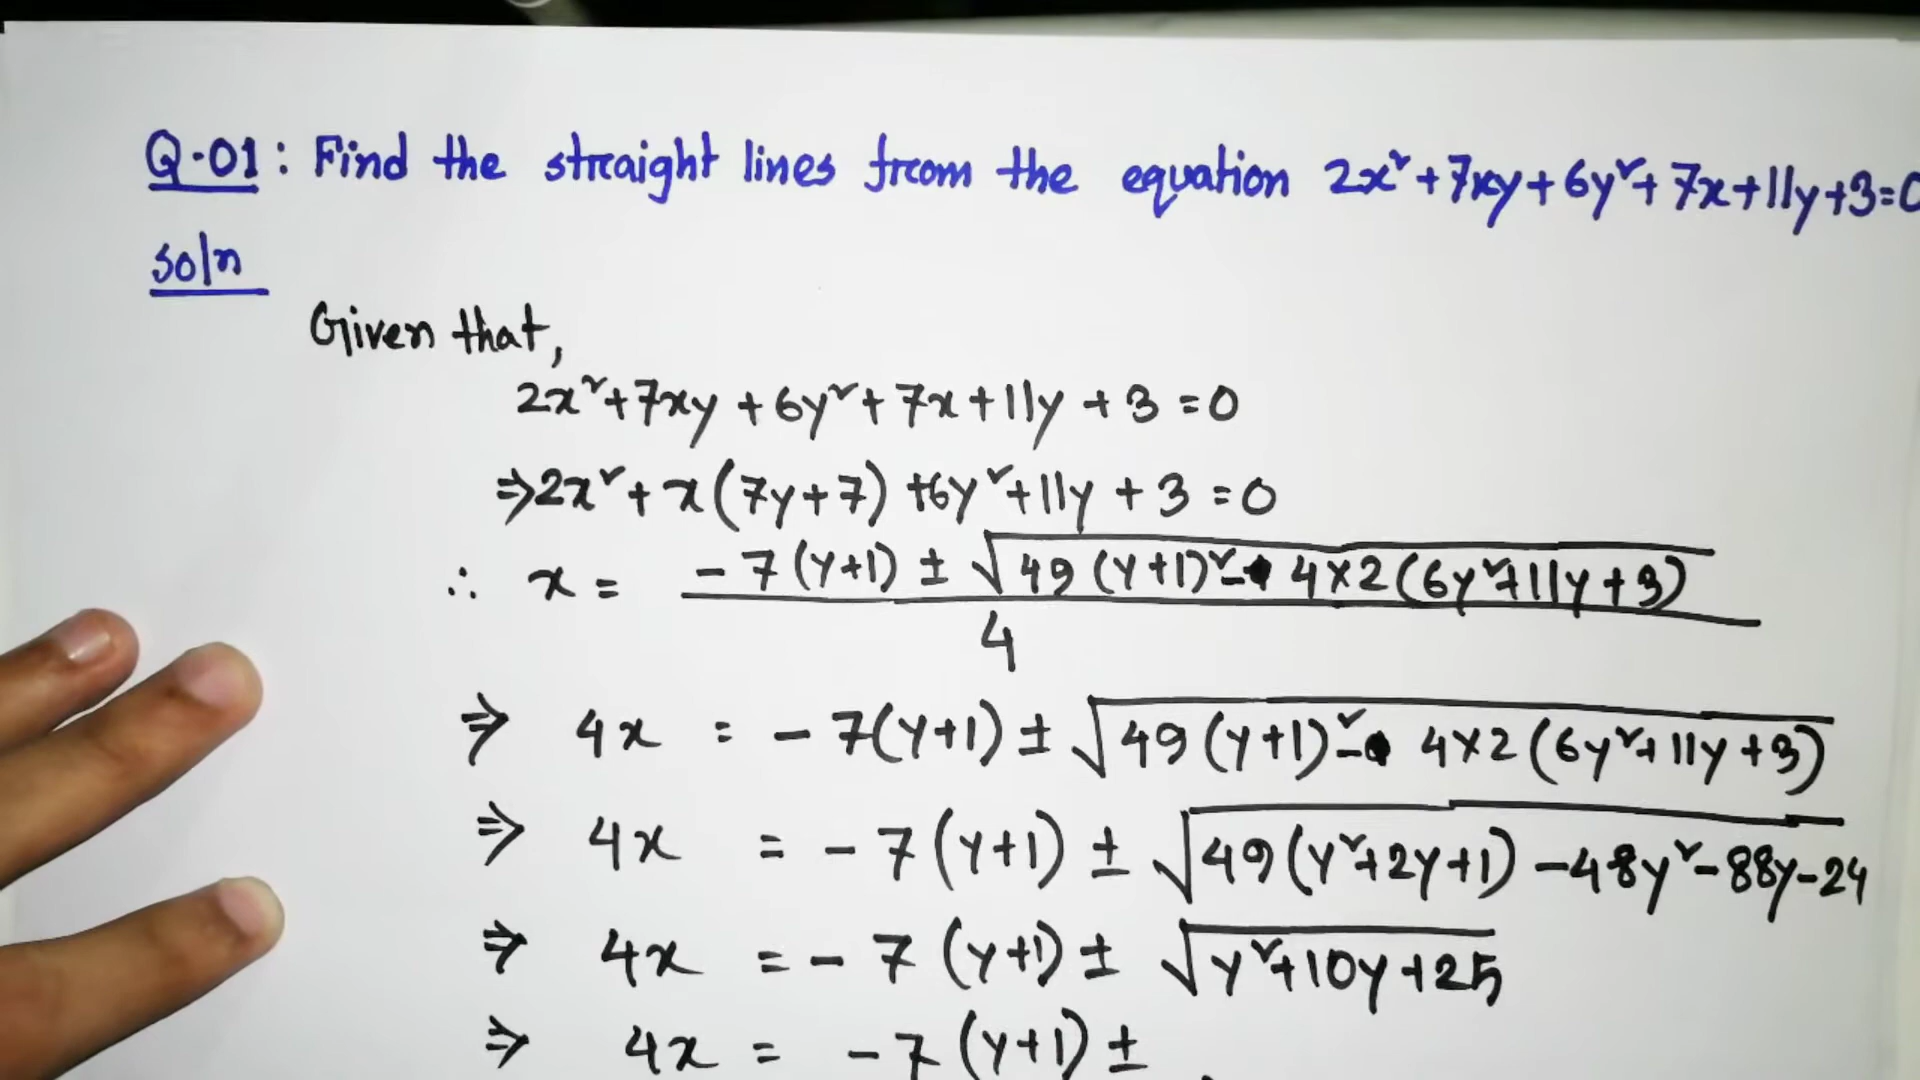 Q-01: Find the straight lines from the equation 2x²+7xy+6y²+7x+11y+3=0
Soln
Given that,
2x²+7xy+6y²+7x+11y+3=0
⇒2x²+x(7y+7)+6y²+11y+3=0
∴ x = (-7(y+1) ± √(49(y+1)²-4×2(6y²+11y+3)))/4
⇒ 4x = -7(y+1) ± √(49(y+1)²-4×2(6y²+11y+3))
⇒ 4x = -7(y+1) ± √(49(y²+2y+1)-48y²-88y-24)
⇒ 4x = -7(y+1) ± √(y²+10y+25)
⇒ 4x = -7(y+1) ±